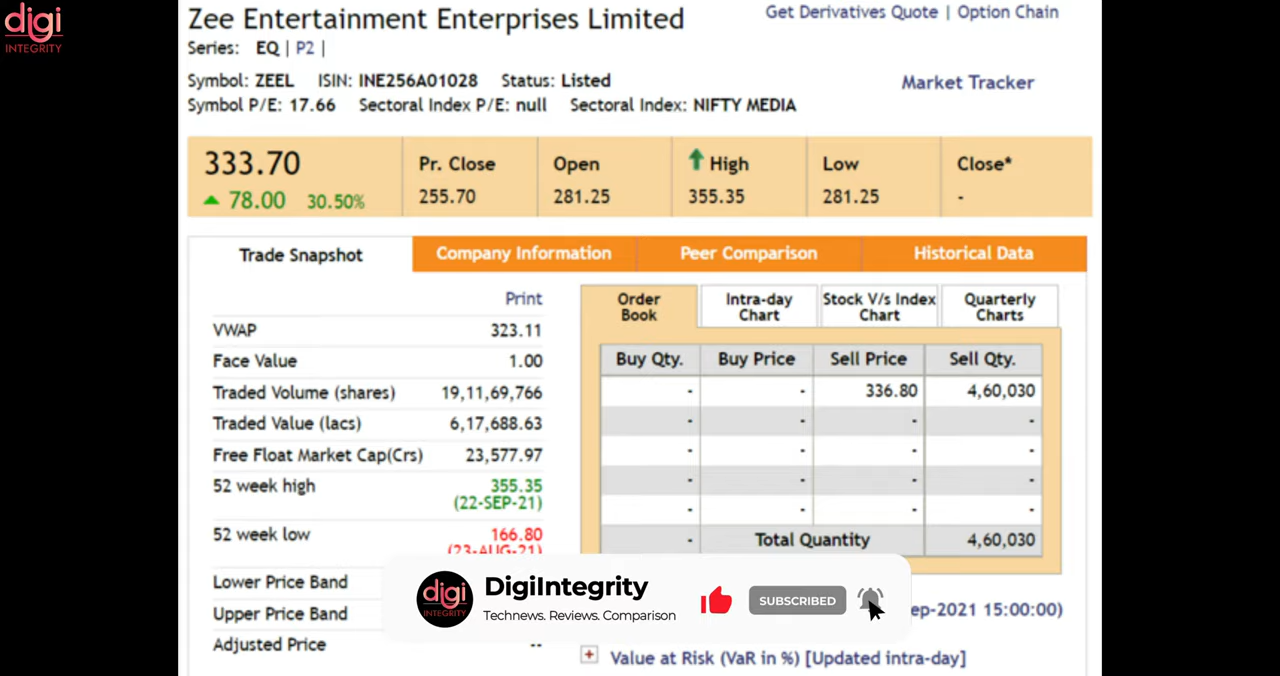 digi
INTEGRITY
Zee Entertainment Enterprises Limited
Get Derivatives Quote | Option Chain
Series: EQ | P2 |
Symbol: ZEEL ISIN: INE256A01028 Status: Listed
Market Tracker
Symbol P/E: 17.66 Sectoral Index P/E: null Sectoral Index: NIFTY MEDIA
333.70
78.00 30.50%
Pr. Close
255.70
Open
281.25
High
355.35
Low
281.25
Close*
-
Trade Snapshot
Company Information
Peer Comparison
Historical Data
Print
VWAP 323.11
Face Value 1.00
Traded Volume (shares) 19,11,69,766
Traded Value (lacs) 6,17,688.63
Free Float Market Cap(Crs) 23,577.97
52 week high 355.35
(22-SEP-21)
52 week low 166.80
(23-AUG-21)
Lower Price Band
Upper Price Band
Adjusted Price --
Order Book
Intra-day Chart
Stock V/s Index Chart
Quarterly Charts
Buy Qty. Buy Price Sell Price Sell Qty.
- - 336.80 4,60,030
- - - -
- - - -
- - - -
- - - -
- Total Quantity 4,60,030
ep-2021 15:00:00)
+ Value at Risk (VaR in %) [Updated intra-day]
digi
INTEGRITY
DigiIntegrity
Technews. Reviews. Comparison
SUBSCRIBED